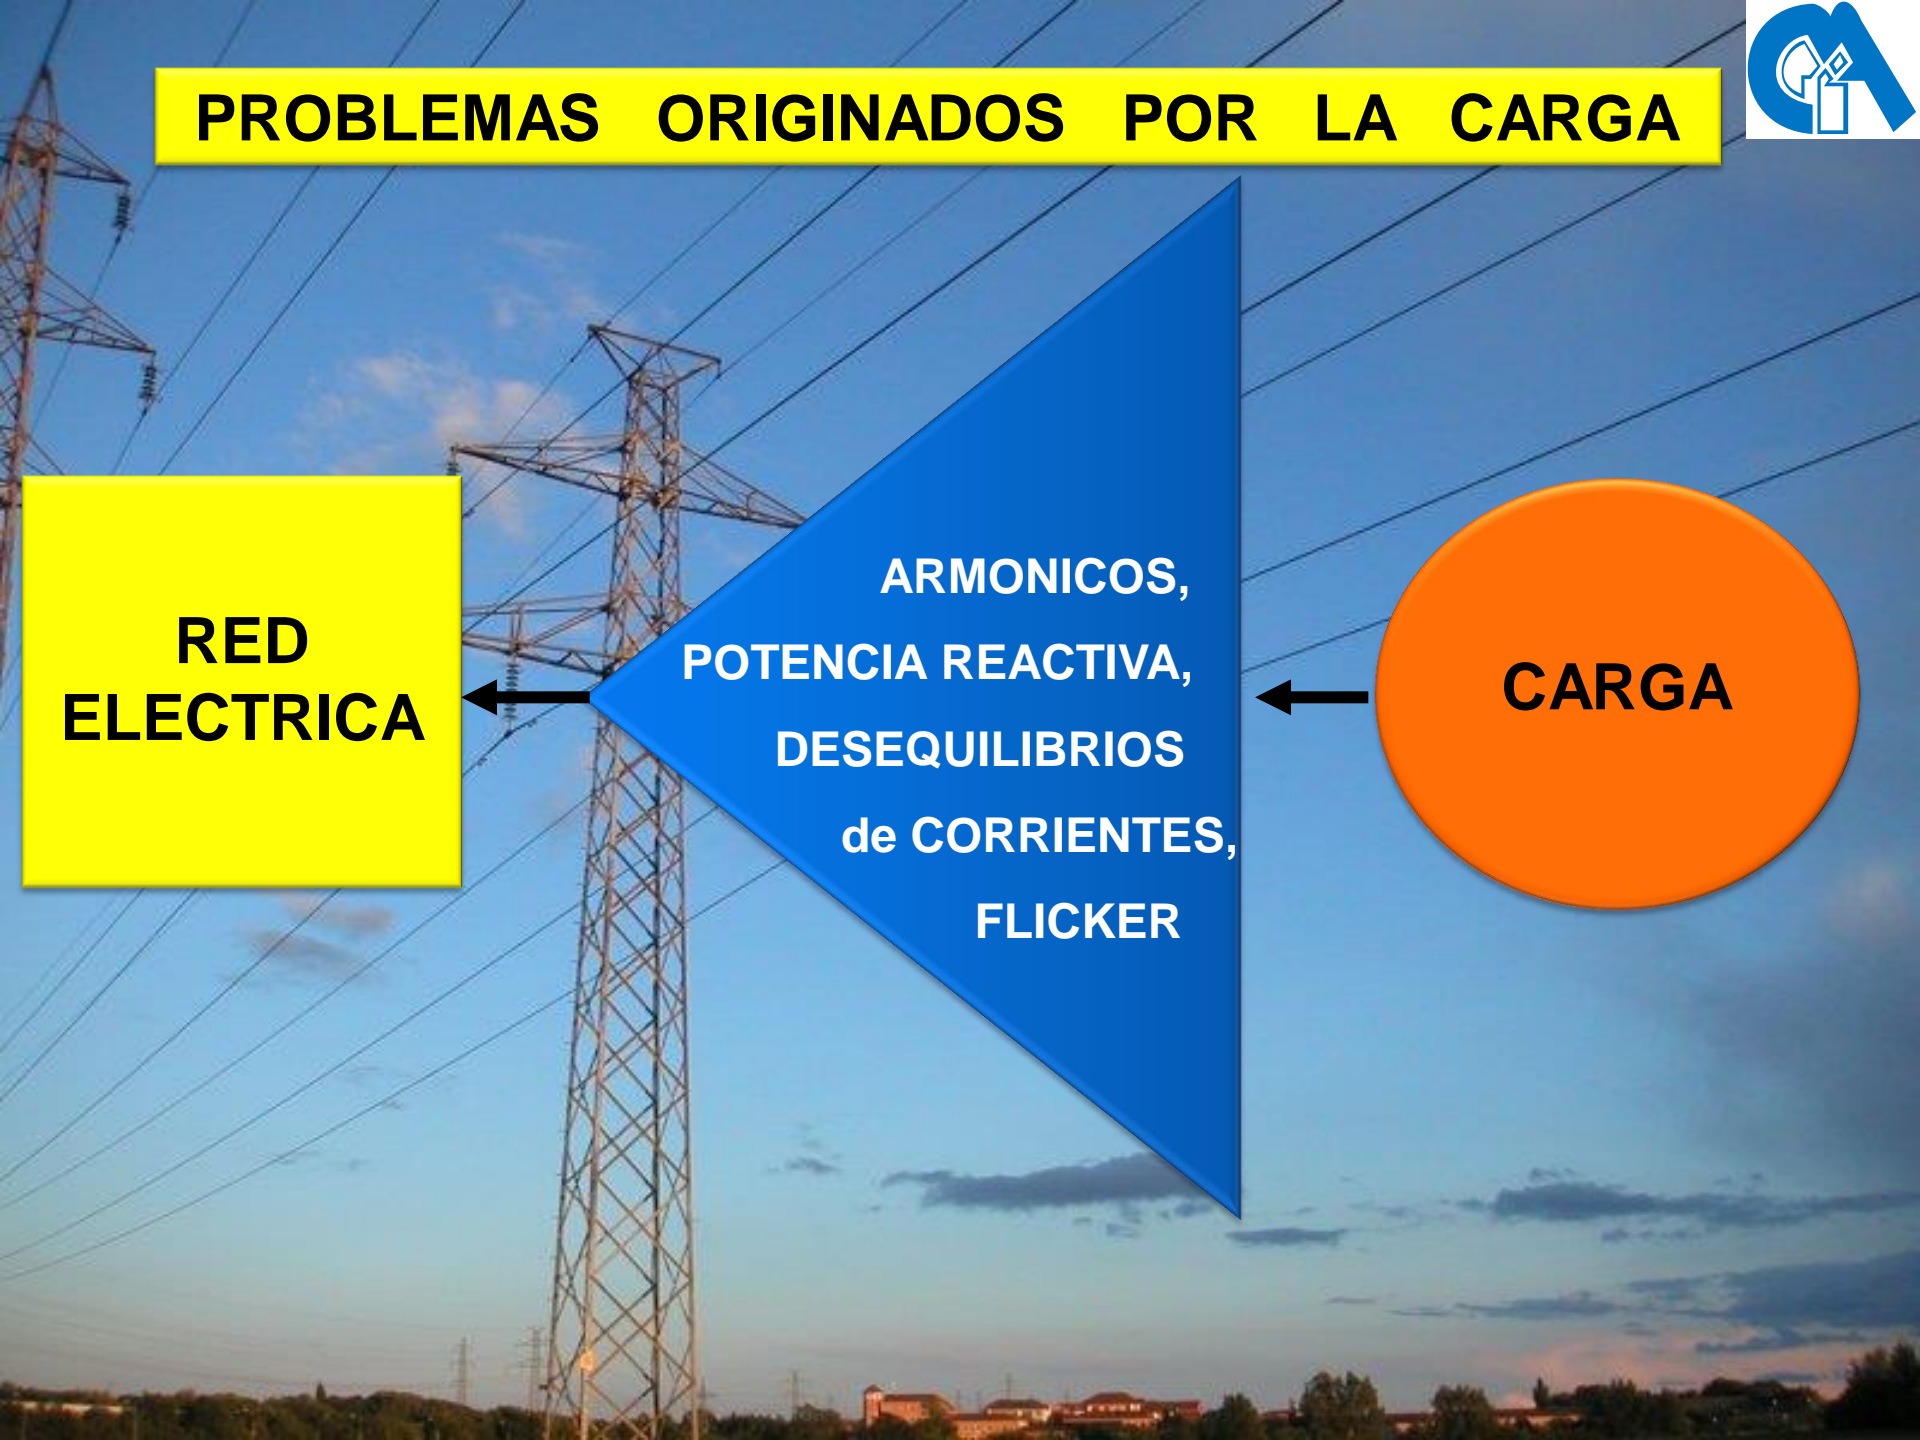 PROBLEMAS ORIGINADOS POR LA CARGA
RED
ELECTRICA
ARMONICOS,
POTENCIA REACTIVA,
DESEQUILIBRIOS
de CORRIENTES,
FLICKER
CARGA